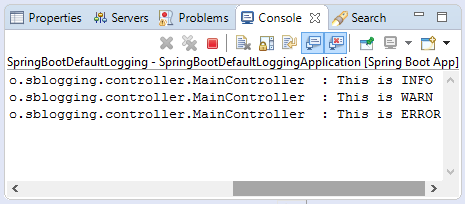 Properties Servers Problems Console Search
SpringBootDefaultLogging - SpringBootDefaultLoggingApplication [Spring Boot App]
o.sblogging.controller.MainController : This is INFO
o.sblogging.controller.MainController : This is WARN
o.sblogging.controller.MainController : This is ERROR